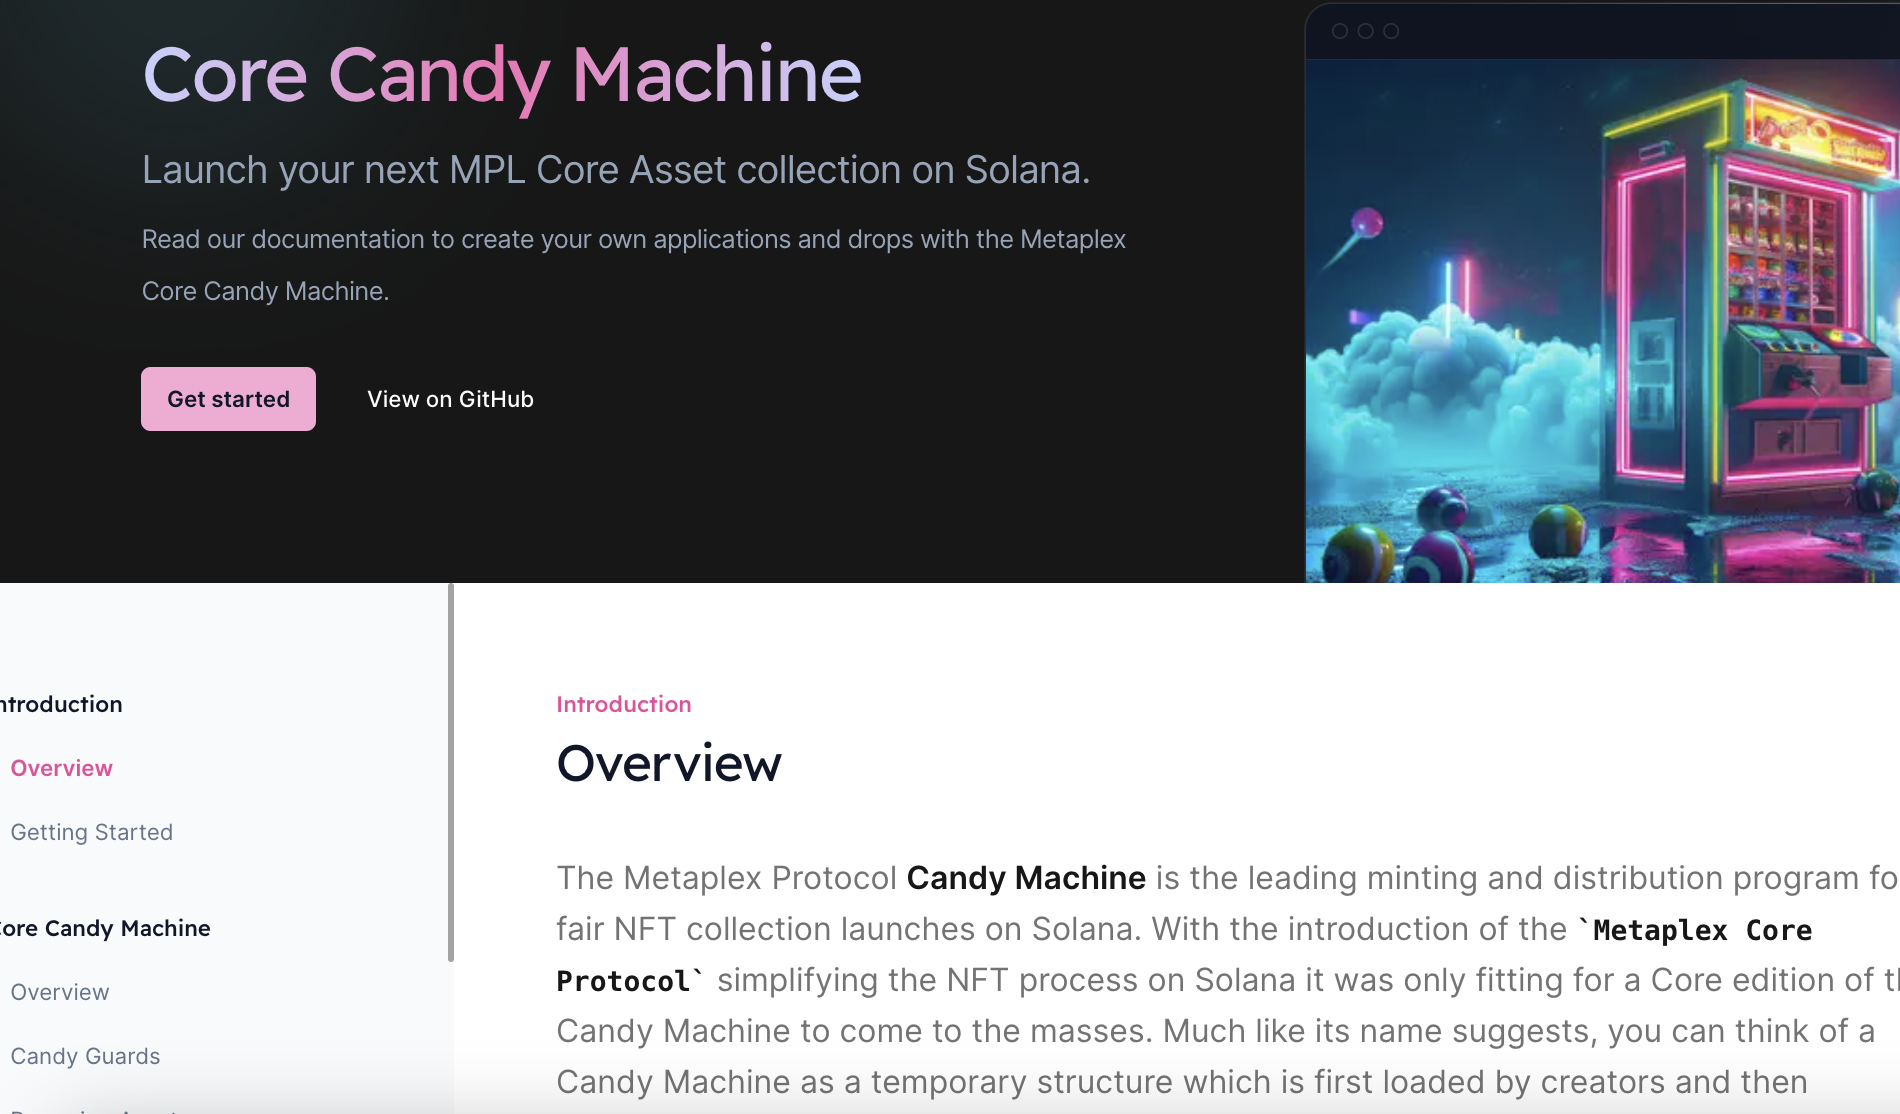 Core Candy Machine
Launch your next MPL Core Asset collection on Solana.
Read our documentation to create your own applications and drops with the Metaplex
Core Candy Machine.
Get started
View on GitHub
ntroduction
Overview
Getting Started
Core Candy Machine
Overview
Candy Guards
Introduction
Overview
The Metaplex Protocol Candy Machine is the leading minting and distribution program fo
fair NFT collection launches on Solana. With the introduction of the `Metaplex Core
Protocol` simplifying the NFT process on Solana it was only fitting for a Core edition of th
Candy Machine to come to the masses. Much like its name suggests, you can think of a
Candy Machine as a temporary structure which is first loaded by creators and then